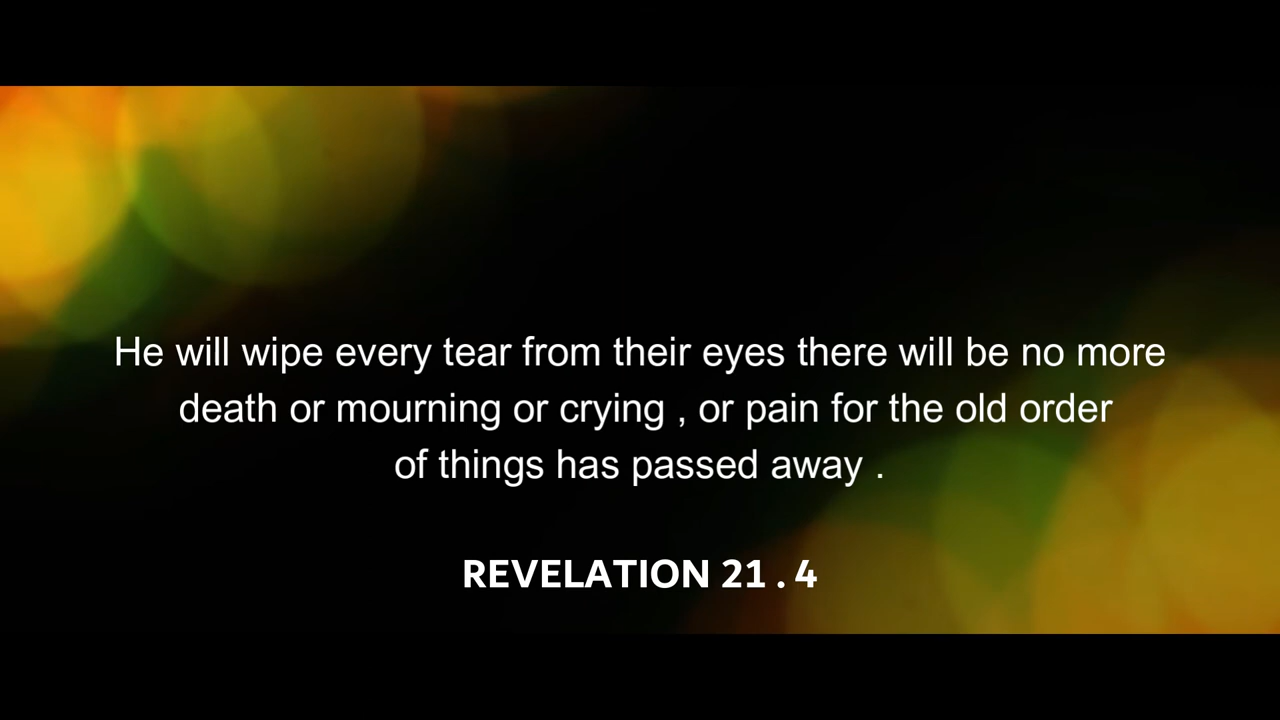 He will wipe every tear from their eyes there will be no more
death or mourning or crying , or pain for the old order
of things has passed away .
REVELATION 21 . 4